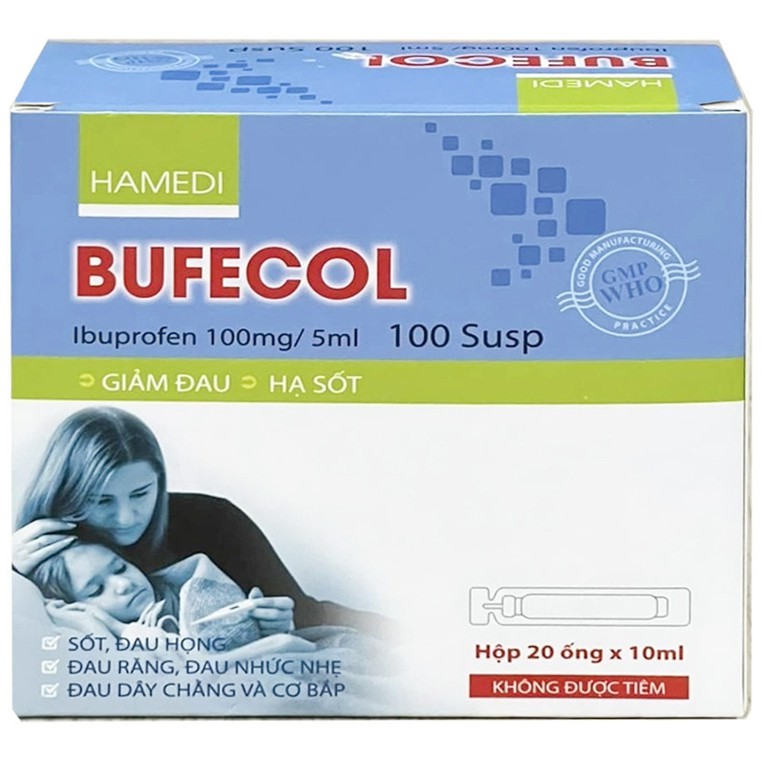 Ibuprofen 100mg/ 5ml 100 Susp
BUFECOL
HAMEDI
HAMEDI
BUFECOL
Ibuprofen 100mg/ 5ml 100 Susp
GOOD MANUFACTURING
GMP
WHO
PRACTICE
GIẢM ĐAU HẠ SỐT
SỐT, ĐAU HỌNG
ĐAU RĂNG, ĐAU NHỨC NHẸ
ĐAU DÂY CHẰNG VÀ CƠ BẮP
Hộp 20 ống x 10ml
KHÔNG ĐƯỢC TIÊM